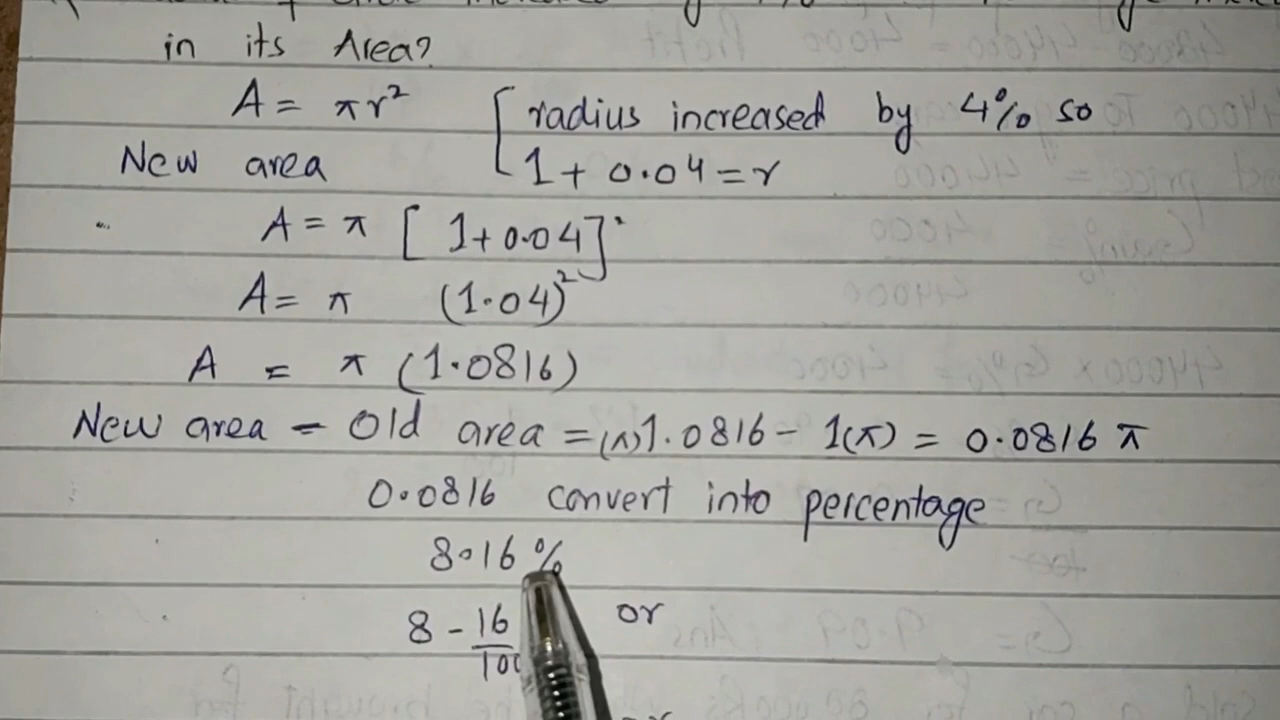 in its Area?
A = πr² [ radius increased by 4% so
New area 1 + 0.04 = r
A = π [ 1 + 0.04 ]²
A = π (1.04)²
A = π (1.0816)
New area - Old area = (π)1.0816 - 1(π) = 0.0816 π
0.0816 convert into percentage
8.16 %
8 - 16/100 or